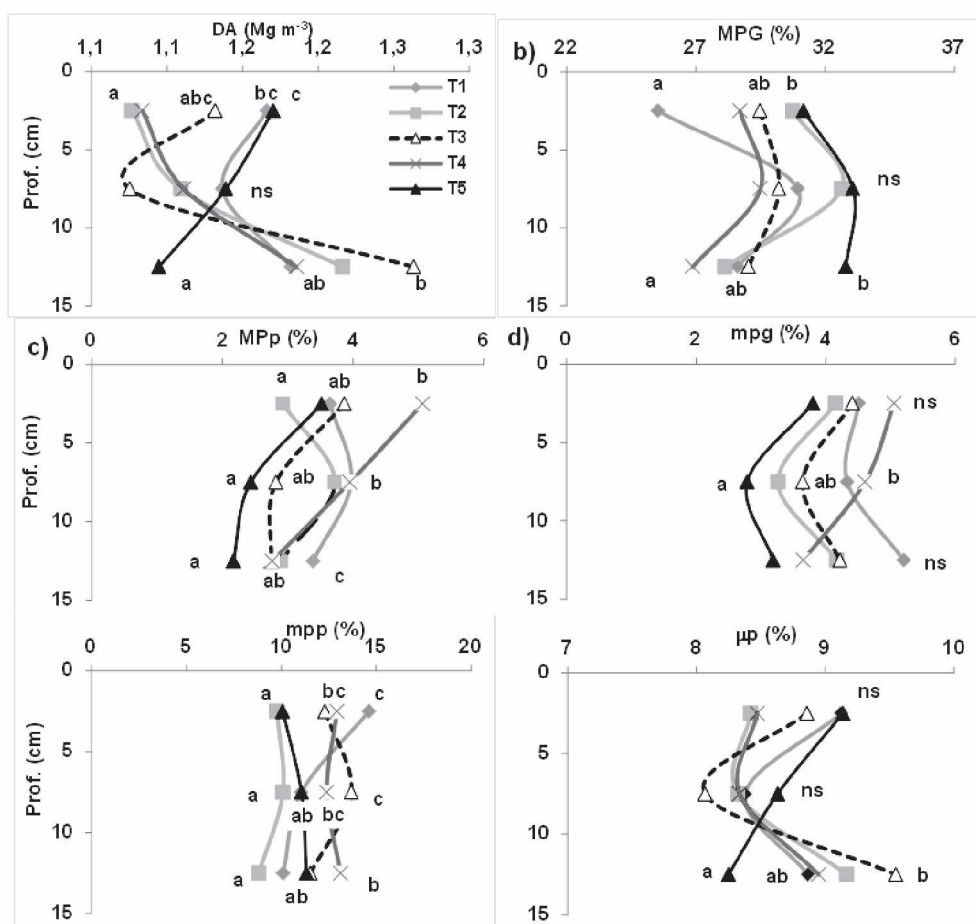 DA (Mg m⁻³)
1,1 1,1 1,2 1,2 1,3 1,3
0
5
10
15
Prof. (cm)
a abc bc c
ns
a ab b
T1
T2
T3
T4
T5
b)
MPG (%)
22 27 32 37
0
5
10
15
a ab b
ns
a ab b
c)
MPp (%)
0 2 4 6
0
5
10
15
Prof. (cm)
a ab b
a ab b
a ab c
d)
mpg (%)
0 2 4 6
0
5
10
15
ns
ab b
ns
mpp (%)
0 5 10 15 20
0
5
10
15
Prof. (cm)
a bc c
a ab bc c
a ab b
µp (%)
7 8 9 10
0
5
10
15
ns
ns
a ab b